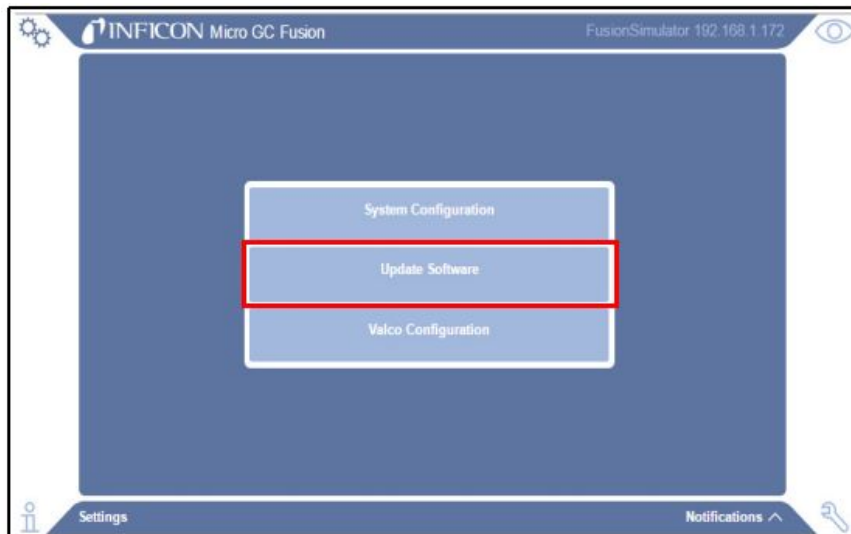 INFICON Micro GC Fusion FusionSimulator 192.168.1.172
System Configuration
Update Software
Valco Configuration
Settings Notifications